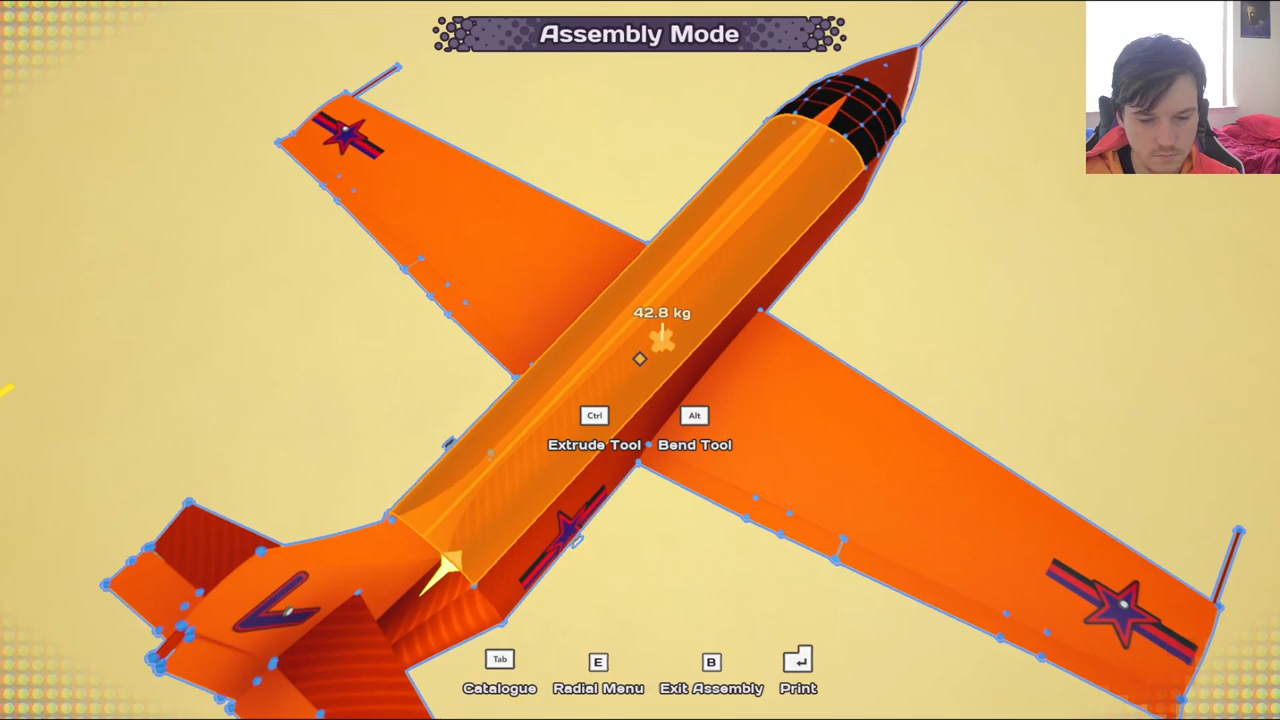 Assembly Mode
42.8 kg
Ctrl
Alt
Extrude Tool
Bend Tool
Tab
E
B
Catalogue
Radial Menu
Exit Assembly
Print